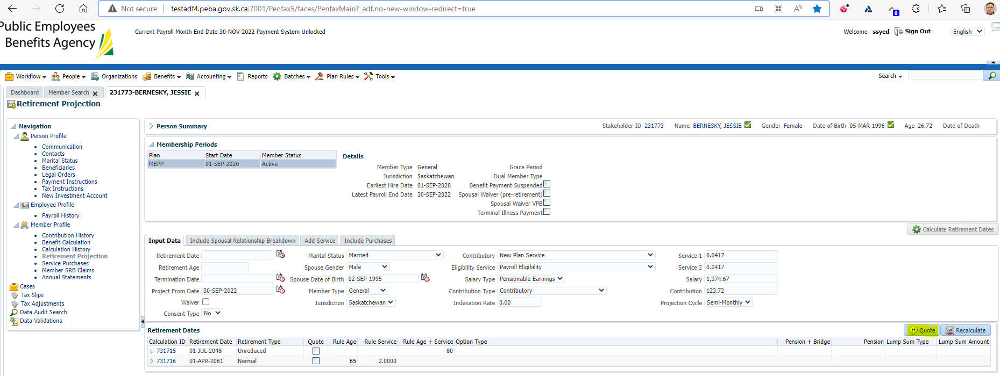 Not secure testadf4.peba.gov.sk.ca:7001/Penfax5/faces/PenfaxMain?_adf.no-new-window-redirect=true
0
Public Employees
Benefits Agency
Current Payroll Month End Date 30-NOV-2022 Payment System Unlocked
Welcome ssyed Sign Out English
Workflow People Organizations Benefits Accounting Reports Batches Plan Rules Tools Search
Dashboard Member Search 231773-BERNESKY, JESSIE
Retirement Projection
Navigation
Person Profile
Communication
Contacts
Marital Status
Beneficiaries
Legal Orders
Payment Instructions
Tax Instructions
New Investment Account
Employee Profile
Payroll History
Member Profile
Contribution History
Benefit Calculation
Calculation History
Retirement Projection
Service Purchases
Member SRB Claims
Annual Statements
Cases
Tax Slips
Tax Adjustments
Data Audit Search
Data Validations
Person Summary Stakeholder ID 231773 Name BERNESKY, JESSIE Gender Female Date of Birth 05-MAR-1996 Age 26.72 Date of Death
Membership Periods
Plan Start Date Member Status
MEPP 01-SEP-2020 Active
Details
Member Type General Grace Period
Jurisdiction Saskatchewan Dual Member Type
Earliest Hire Date 01-SEP-2020 Benefit Payment Suspended
Latest Payroll End Date 30-SEP-2022 Spousal Waiver (pre-retirement)
Spousal Waiver VPB
Terminal Illness Payment
Calculate Retirement Dates
Input Data Include Spousal Relationship Breakdown Add Service Include Purchases
Retirement Date Marital Status Married Contributory New Plan Service Service 1 0.0417
Retirement Age Spouse Gender Male Eligibility Service Payroll Eligibility Service 2 0.0417
Termination Date Spouse Date of Birth 02-SEP-1995 Salary Type Pensionable Earnings Salary 1,374.67
Project From Date 30-SEP-2022 Member Type General Contribution Type Contributory Contribution 123.72
Waiver Jurisdiction Saskatchewan Indexation Rate 0.00 Projection Cycle Semi-Monthly
Consent Type No
Retirement Dates Quote Recalculate
Calculation ID Retirement Date Retirement Type Quote Rule Age Rule Service Rule Age + Service Option Type Pension + Bridge Pension Lump Sum Type Lump Sum Amount
731715 01-JUL-2048 Unreduced 80
731716 01-APR-2061 Normal 65 2.0000